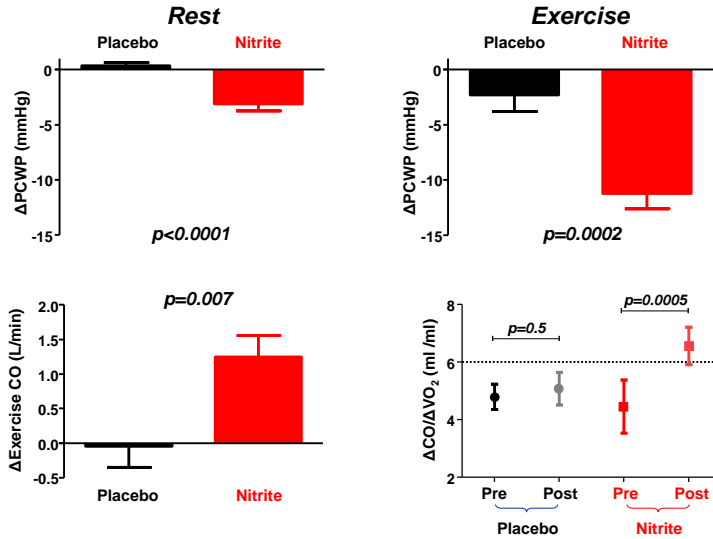 Rest
Exercise
Placebo Nitrite
Placebo Nitrite
ΔPCWP (mmHg)
0
-5
-10
-15
p<0.0001
ΔPCWP (mmHg)
0
-5
-10
-15
p=0.0002
ΔExercise CO (L/min)
p=0.007
2.0
1.5
1.0
0.5
0.0
-0.5
Placebo Nitrite
ΔCO/ΔVO₂ (ml /ml)
8
6
4
2
p=0.5
p=0.0005
Pre Post Pre Post
Placebo Nitrite